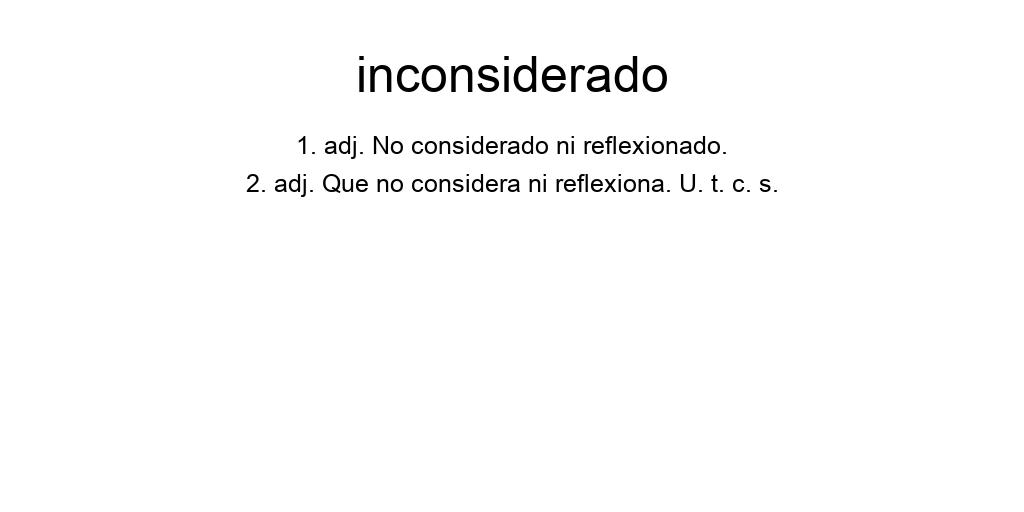 inconsiderado
1. adj. No considerado ni reflexionado.
2. adj. Que no considera ni reflexiona. U. t. c. s.